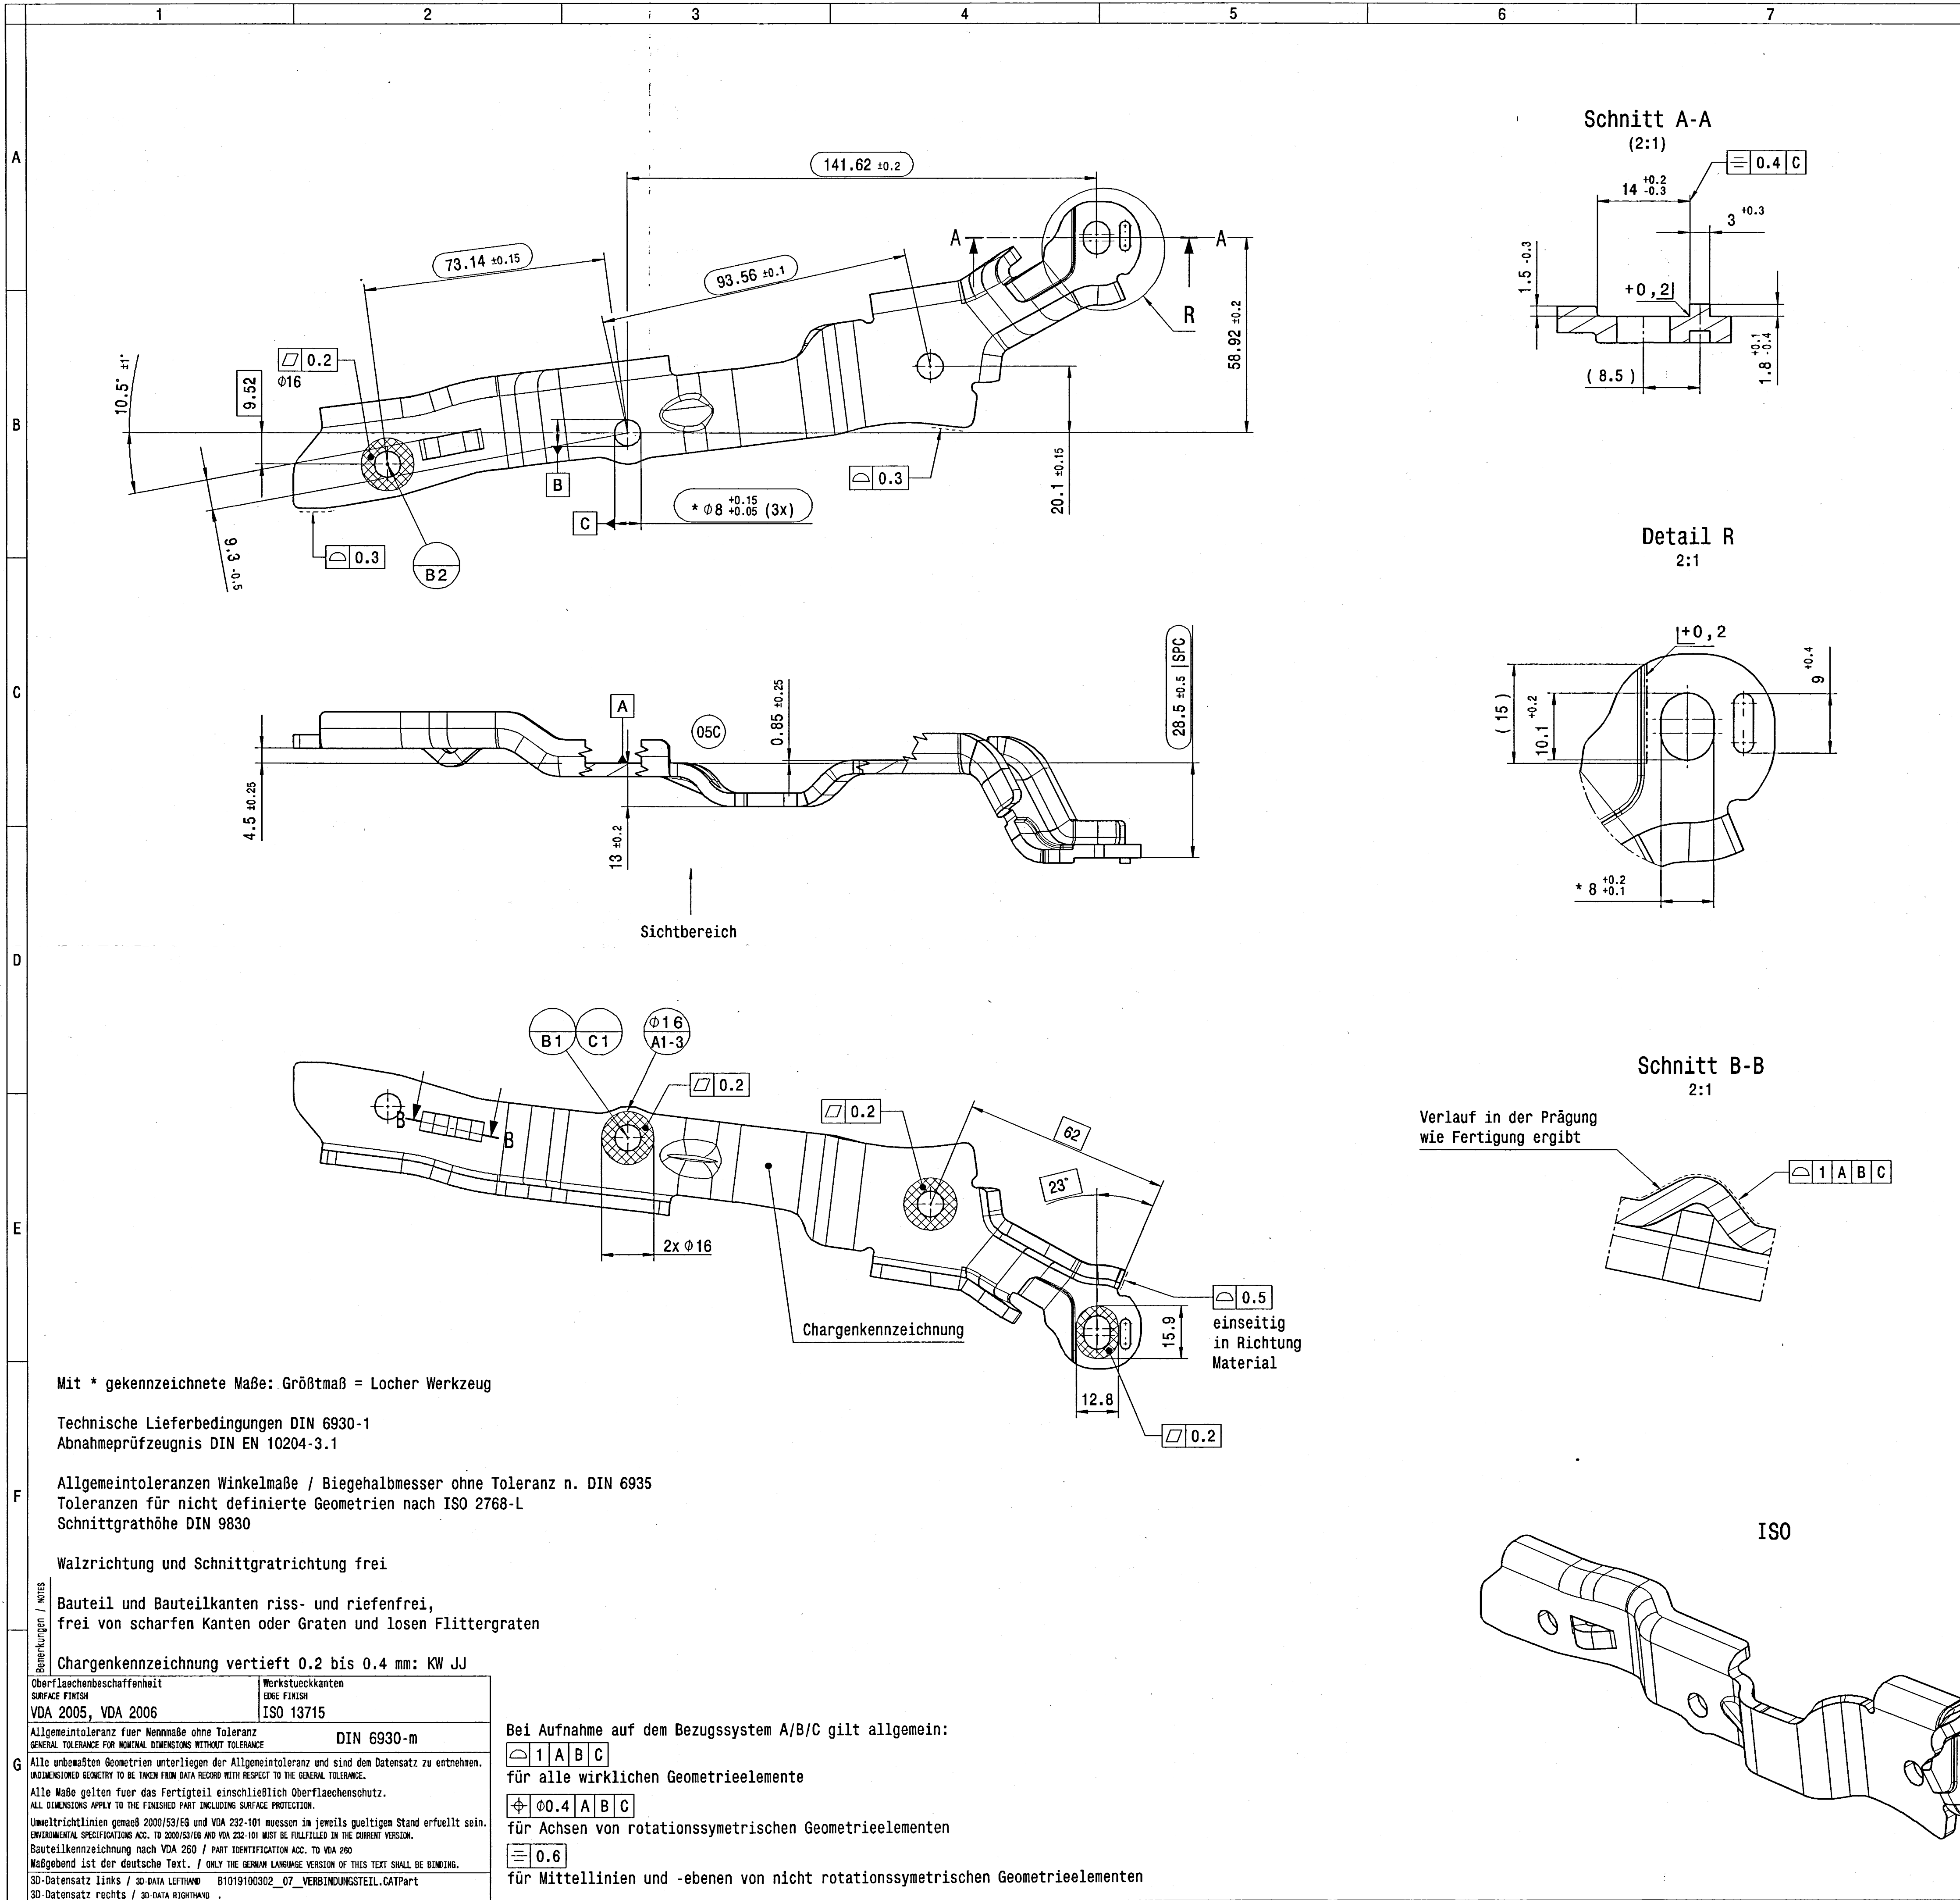 1 2 3 4 5 6 7
A
B
C
D
E
F
G
141.62 ±0.2
73.14 ±0.15
93.56 ±0.1
A
A
R
58.92 ±0.2
10.5° ±1°
9.52
0.2
Φ16
B
C
* Φ8 +0.15 +0.05 (3x)
0.3
20.1 ±0.15
9.3 -0.5
0.3
B2
Schnitt A-A
(2:1)
0.4 C
14 +0.2 -0.3
3 +0.3
1.5 -0.3
+0,2
1.8 +0.1 -0.4
( 8.5 )
Detail R
2:1
+0,2
( 15 )
10.1 +0.2
9 +0.4
* 8 +0.2 +0.1
A
05C
0.85 ±0.25
28.5 ±0.5 SPC
4.5 ±0.25
13 ±0.2
Sichtbereich
B1
C1
Φ16
A1-3
0.2
0.2
B
B
62
23°
2x Φ16
Chargenkennzeichnung
0.5
einseitig
in Richtung
Material
15.9
12.8
0.2
Schnitt B-B
2:1
Verlauf in der Prägung
wie Fertigung ergibt
1 A B C
ISO
Mit * gekennzeichnete Maße: Größtmaß = Locher Werkzeug
Technische Lieferbedingungen DIN 6930-1
Abnahmeprüfzeugnis DIN EN 10204-3.1
Allgemeintoleranzen Winkelmaße / Biegehalbmesser ohne Toleranz n. DIN 6935
Toleranzen für nicht definierte Geometrien nach ISO 2768-L
Schnittgrathöhe DIN 9830
Walzrichtung und Schnittgratrichtung frei
Bauteil und Bauteilkanten riss- und riefenfrei,
frei von scharfen Kanten oder Graten und losen Flittergraten
Chargenkennzeichnung vertieft 0.2 bis 0.4 mm: KW JJ
Bemerkungen / NOTES
Oberflaechenbeschaffenheit
SURFACE FINISH
VDA 2005, VDA 2006
Werkstueckkanten
EDGE FINISH
ISO 13715
Allgemeintoleranz fuer Nennmaße ohne Toleranz
GENERAL TOLERANCE FOR NOMINAL DIMENSIONS WITHOUT TOLERANCE
DIN 6930-m
Alle unbemaßten Geometrien unterliegen der Allgemeintoleranz und sind dem Datensatz zu entnehmen.
UNDIMENSIONED GEOMETRY TO BE TAKEN FROM DATA RECORD WITH RESPECT TO THE GENERAL TOLERANCE.
Alle Maße gelten fuer das Fertigteil einschließlich Oberflaechenschutz.
ALL DIMENSIONS APPLY TO THE FINISHED PART INCLUDING SURFACE PROTECTION.
Umweltrichtlinien gemaeß 2000/53/EG und VDA 232-101 muessen in jeweils gueltigem Stand erfuellt sein.
ENVIRONMENTAL SPECIFICATIONS ACC. TO 2000/53/EG AND VDA 232-101 MUST BE FULLFILLED IN THE CURRENT VERSION.
Bauteilkennzeichnung nach VDA 260 / PART IDENTIFICATION ACC. TO VDA 260
Maßgebend ist der deutsche Text. / ONLY THE GERMAN LANGUAGE VERSION OF THIS TEXT SHALL BE BINDING.
3D-Datensatz links / 3D-DATA LEFTHAND B1019100302__07__VERBINDUNGSTEIL.CATPart
3D-Datensatz rechts / 3D-DATA RIGHTHAND .
Bei Aufnahme auf dem Bezugssystem A/B/C gilt allgemein:
1 A B C
für alle wirklichen Geometrieelemente
Φ0.4 A B C
für Achsen von rotationssymetrischen Geometrieelementen
0.6
für Mittellinien und -ebenen von nicht rotationssymetrischen Geometrieelementen